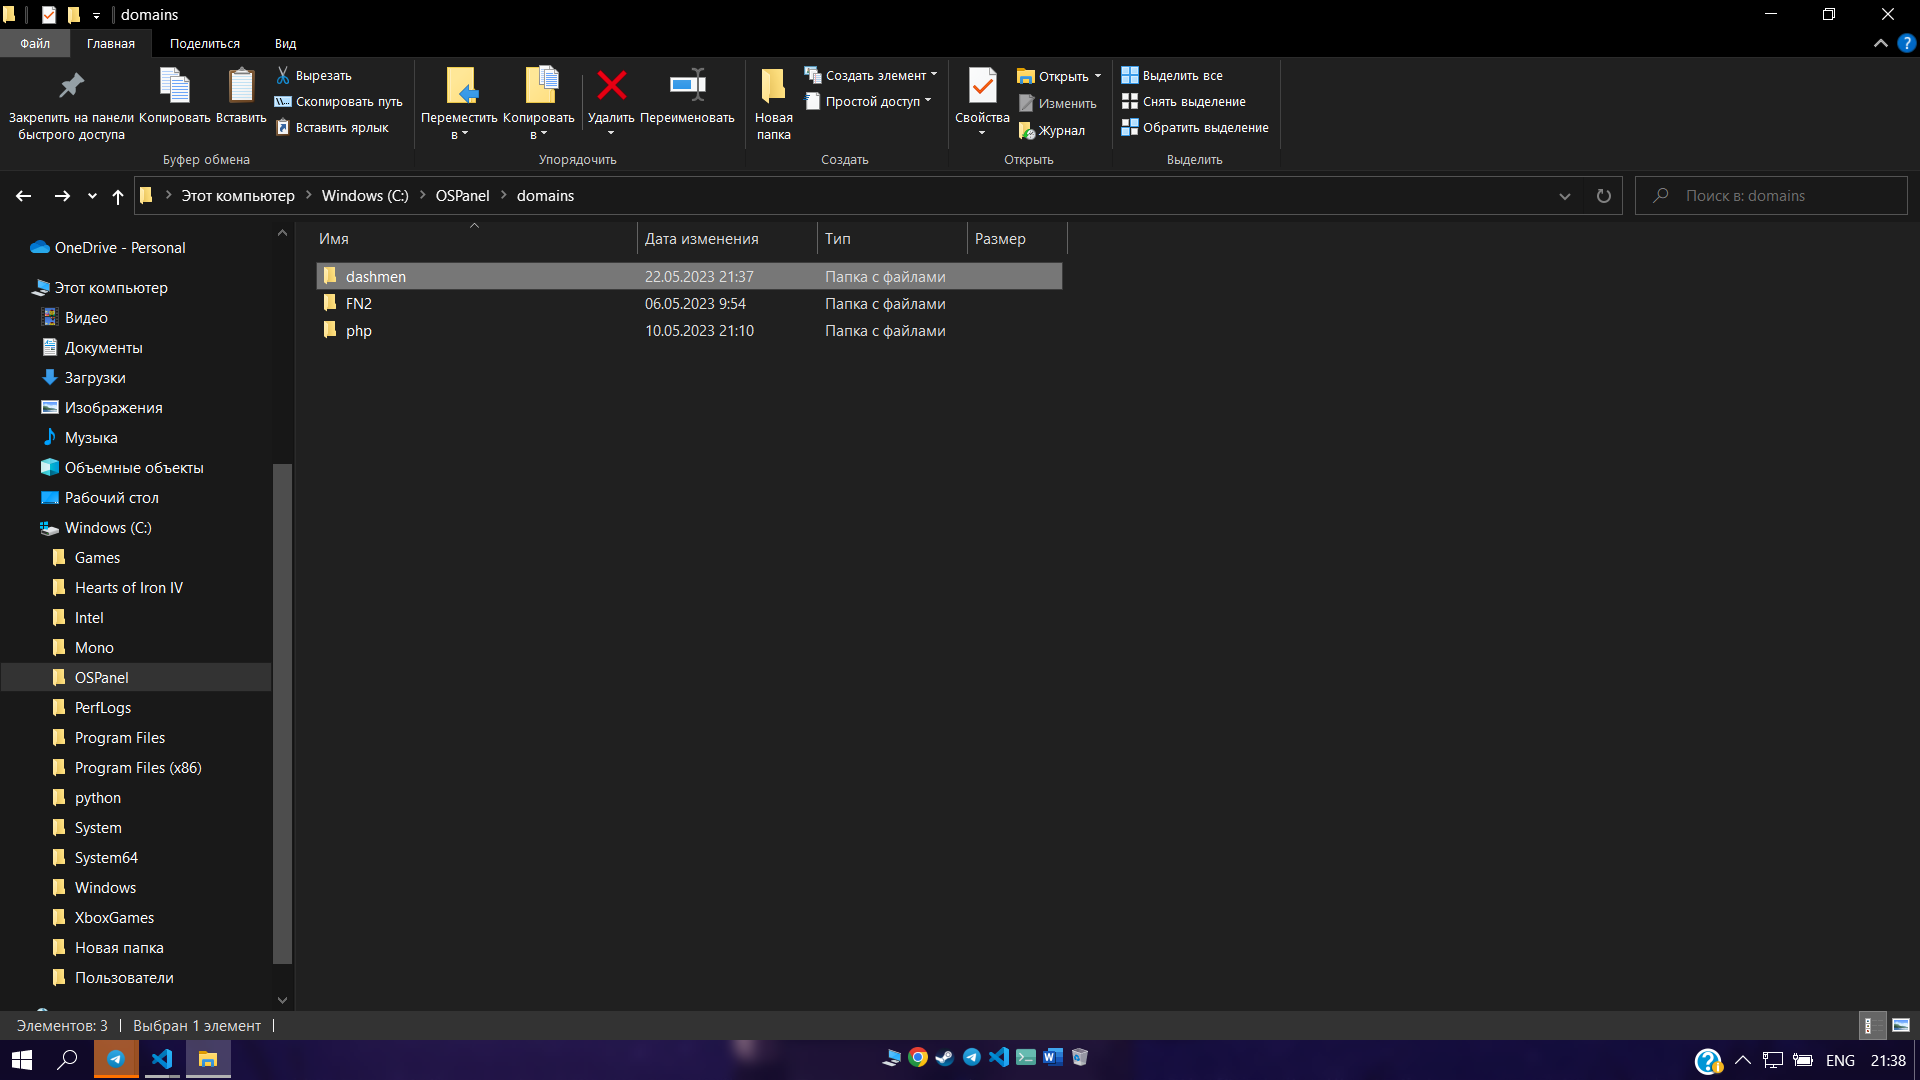 domains
Файл Главная Поделиться Вид
Закрепить на панели быстрого доступа
Копировать
Вставить
Вырезать
Скопировать путь
Вставить ярлык
Буфер обмена
Переместить в
Копировать в
Удалить
Переименовать
Упорядочить
Новая папка
Создать элемент
Простой доступ
Создать
Свойства
Открыть
Изменить
Журнал
Открыть
Выделить все
Снять выделение
Обратить выделение
Выделить
Этот компьютер Windows (C:) OSPanel domains
Поиск в: domains
OneDrive - Personal
Этот компьютер
Видео
Документы
Загрузки
Изображения
Музыка
Объемные объекты
Рабочий стол
Windows (C:)
Games
Hearts of Iron IV
Intel
Mono
OSPanel
PerfLogs
Program Files
Program Files (x86)
python
System
System64
Windows
XboxGames
Новая папка
Пользователи
Имя Дата изменения Тип Размер
dashmen 22.05.2023 21:37 Папка с файлами
FN2 06.05.2023 9:54 Папка с файлами
php 10.05.2023 21:10 Папка с файлами
Элементов: 3 Выбран 1 элемент
ENG 21:38